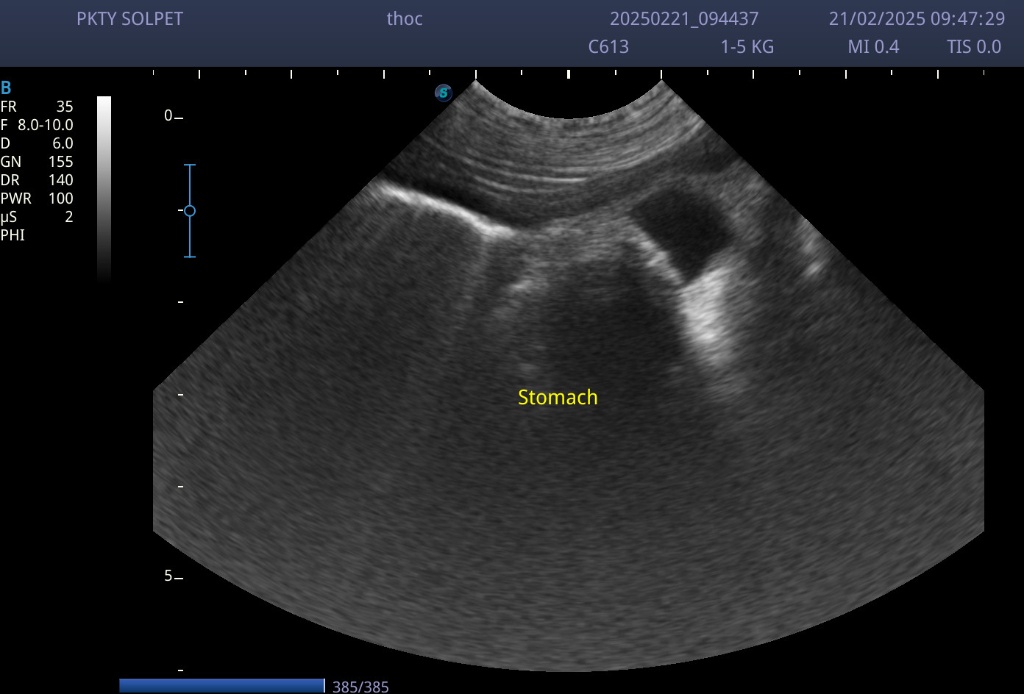 PKTY SOLPET thoc 20250221_094437 21/02/2025 09:47:29
C613 1-5 KG MI 0.4 TIS 0.0
B
FR 35
F 8.0-10.0
D 6.0
GN 155
DR 140
PWR 100
µS 2
PHI
S
0
Stomach
5
385/385